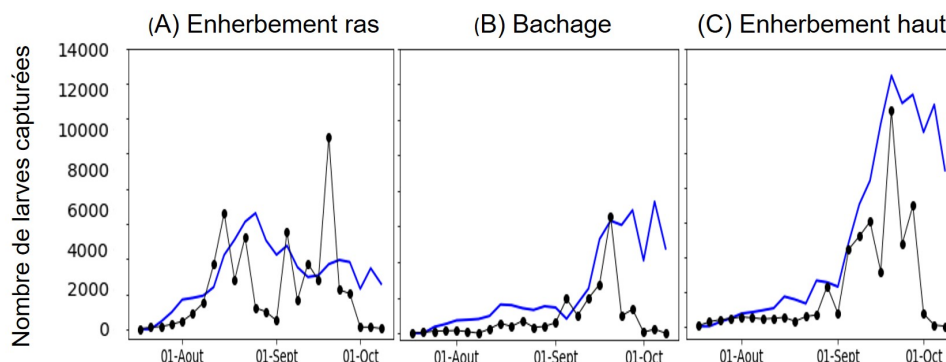 (A) Enherbement ras
(B) Bachage
(C) Enherbement haut
Nombre de larves capturées
14000
12000
10000
8000
6000
4000
2000
0
01-Aout
01-Sept
01-Oct
01-Aout
01-Sept
01-Oct
01-Aout
01-Sept
01-Oct